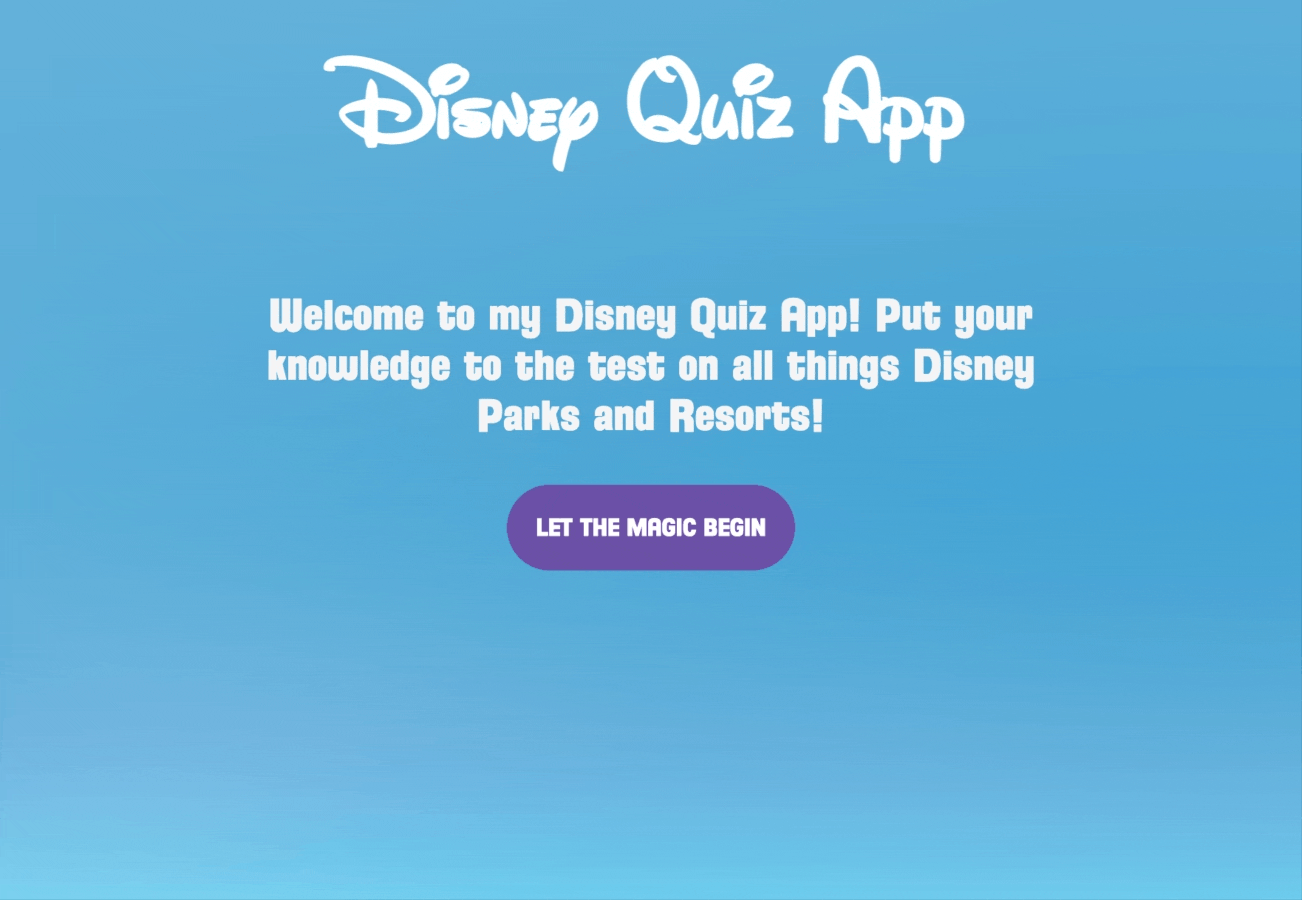 Disney Quiz App
Welcome to my Disney Quiz App! Put your
knowledge to the test on all things Disney
Parks and Resorts!
LET THE MAGIC BEGIN